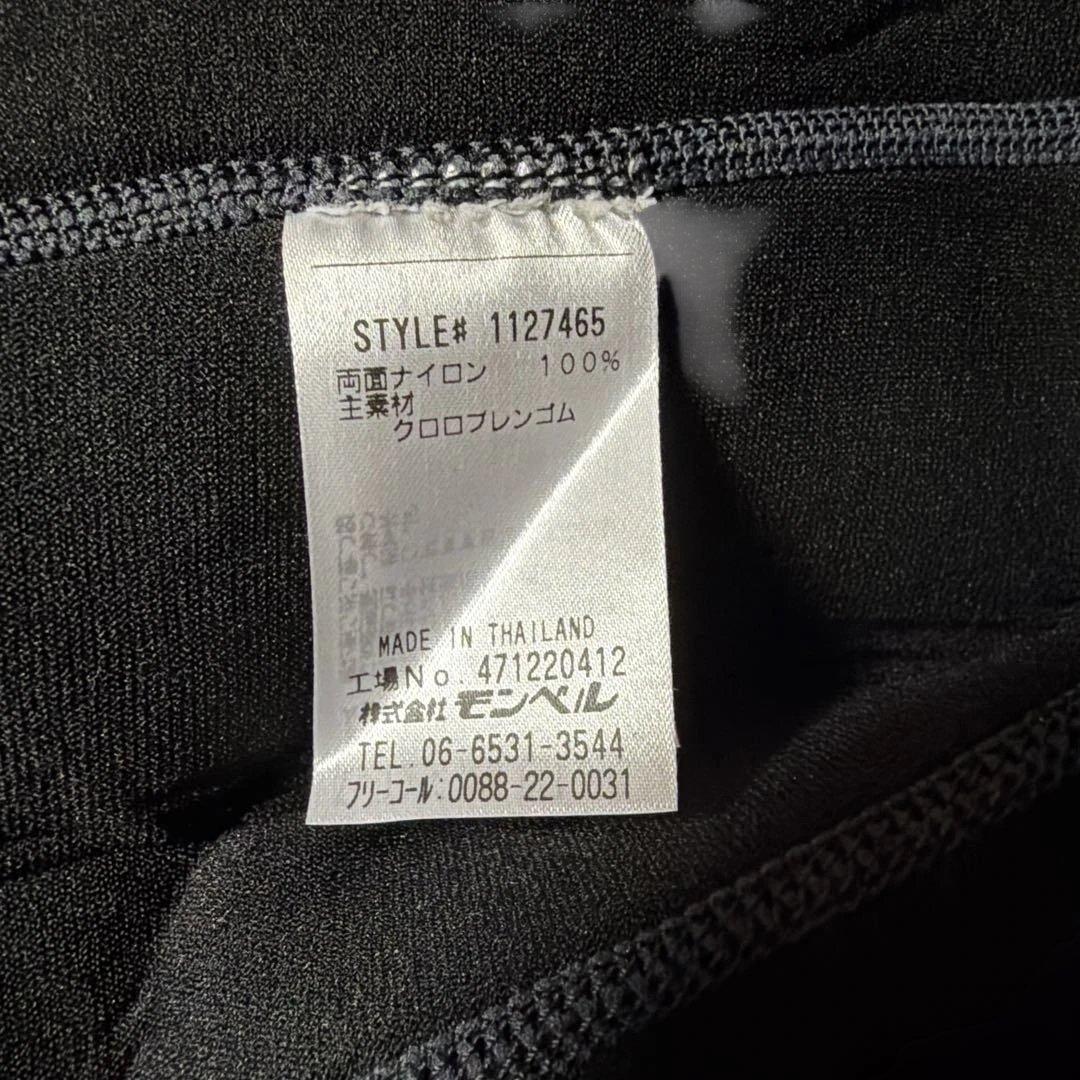 STYLE# 1127465
両面ナイロン 100%
主素材
クロロプレンゴム
MADE IN THAILAND
工場No. 471220412
株式会社 モンベル
TEL.06-6531-3544
フリーコール:0088-22-0031